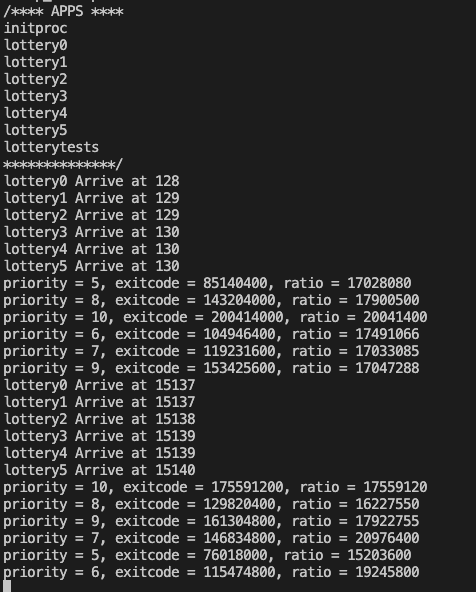 /**** APPS ****
initproc
lottery0
lottery1
lottery2
lottery3
lottery4
lottery5
lotterytests
**************/
lottery0 Arrive at 128
lottery1 Arrive at 129
lottery2 Arrive at 129
lottery3 Arrive at 130
lottery4 Arrive at 130
lottery5 Arrive at 130
priority = 5, exitcode = 85140400, ratio = 17028080
priority = 8, exitcode = 143204000, ratio = 17900500
priority = 10, exitcode = 200414000, ratio = 20041400
priority = 6, exitcode = 104946400, ratio = 17491066
priority = 7, exitcode = 119231600, ratio = 17033085
priority = 9, exitcode = 153425600, ratio = 17047288
lottery0 Arrive at 15137
lottery1 Arrive at 15137
lottery2 Arrive at 15138
lottery3 Arrive at 15139
lottery4 Arrive at 15139
lottery5 Arrive at 15140
priority = 10, exitcode = 175591200, ratio = 17559120
priority = 8, exitcode = 129820400, ratio = 16227550
priority = 9, exitcode = 161304800, ratio = 17922755
priority = 7, exitcode = 146834800, ratio = 20976400
priority = 5, exitcode = 76018000, ratio = 15203600
priority = 6, exitcode = 115474800, ratio = 19245800